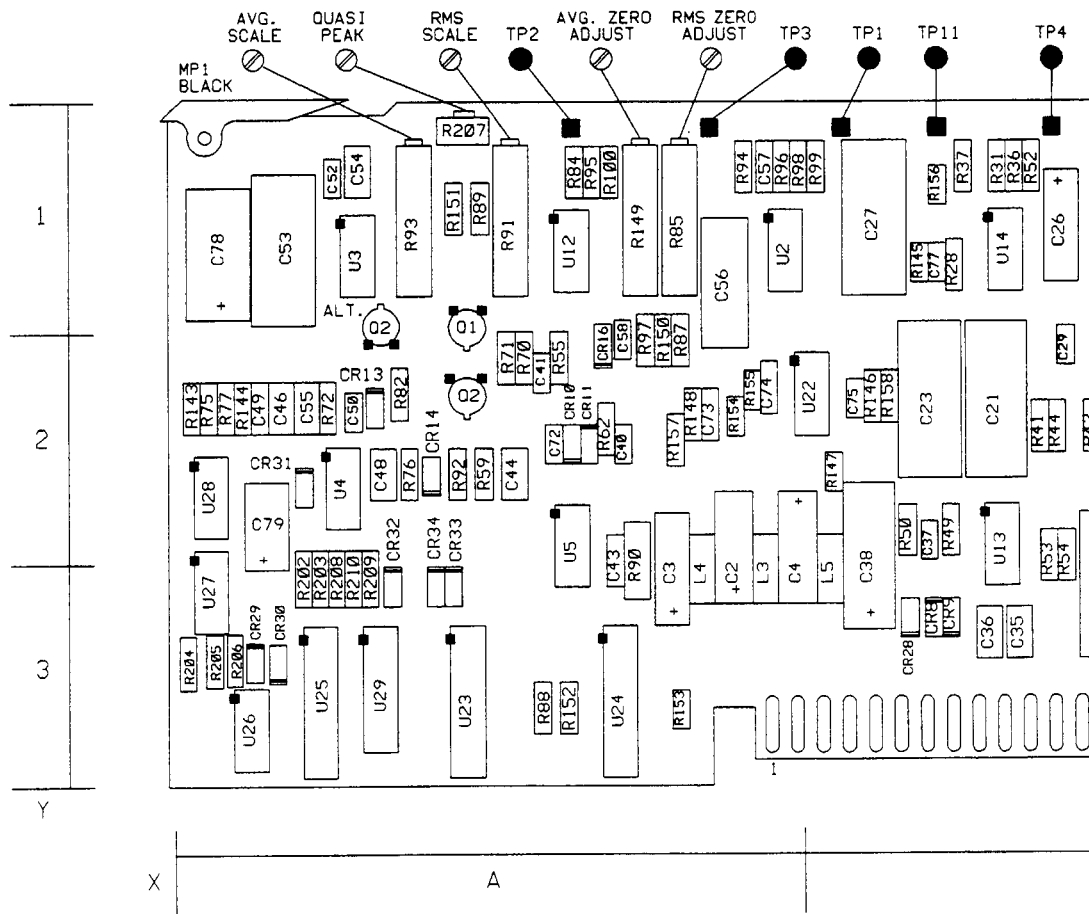 AVG. SCALE
QUASI PEAK
RMS SCALE
TP2
AVG. ZERO ADJUST
RMS ZERO ADJUST
TP3
TP1
TP11
TP4
MP1 BLACK
R207
C52
C54
R84
R95
R100
R94
C57
R96
R98
R99
R156
R37
R31
R36
R52
1
C78
+
C53
U3
R93
R151
R89
R91
U12
R149
R85
C56
U2
C27
R145
C77
R28
U14
+
C26
ALT.
Q2
Q1
R71
R70
C41
R55
CR16
C58
R97
R150
R87
C29
R143
R75
R77
R144
C49
C46
C55
R72
C50
CR13
R82
CR14
Q2
C72
CR10
CR11
R62
C40
R157
R148
C73
R154
R155
C74
U22
C75
R146
R158
C23
C21
R41
R44
2
U28
CR31
C79
+
U4
C48
R76
R92
R59
C44
R147
U5
C43
R90
C3
+
L4
C2
+
L3
C4
+
L5
C38
+
R50
C37
R49
U13
R53
R54
U27
R202
R203
R208
R210
R209
CR32
CR34
CR33
3
R204
R205
R206
CR29
CR30
U26
U25
U29
U23
R88
R152
U24
R153
CR28
CR8
CR9
C36
C35
1
Y
X
A